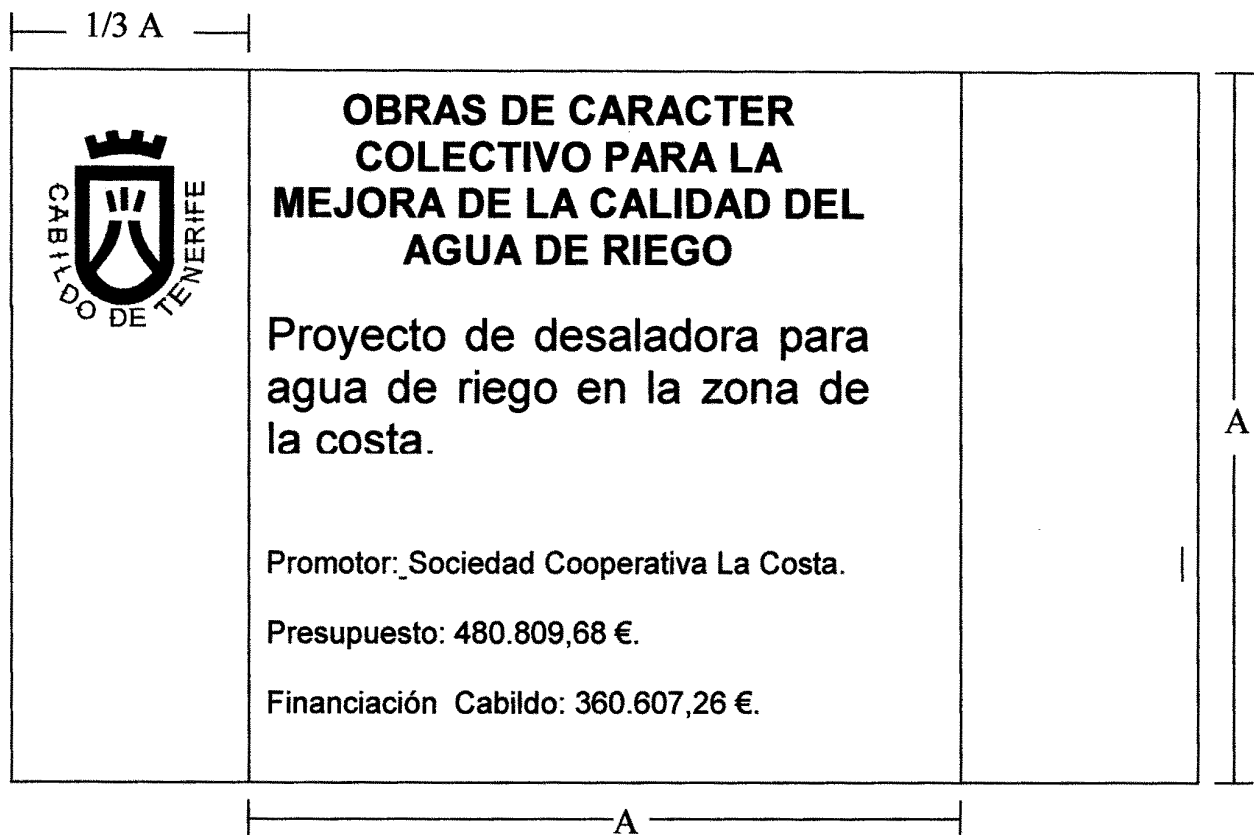 1/3 A
OBRAS DE CARACTER
COLECTIVO PARA LA
MEJORA DE LA CALIDAD DEL
AGUA DE RIEGO
CABILDO DE TENERIFE
Proyecto de desaladora para
agua de riego en la zona de
la costa.
A
Promotor: Sociedad Cooperativa La Costa.
Presupuesto: 480.809,68 €.
Financiación Cabildo: 360.607,26 €.
A